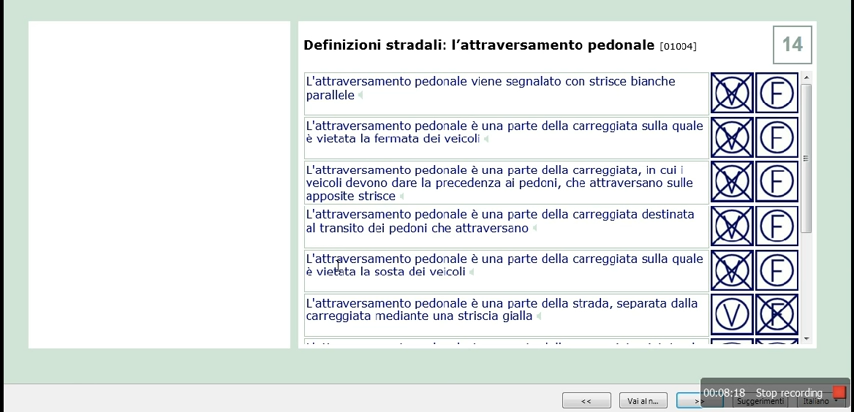 Definizioni stradali: l'attraversamento pedonale [01004]
14
L'attraversamento pedonale viene segnalato con strisce bianche
parallele
V F
L'attraversamento pedonale è una parte della carreggiata sulla quale
è vietata la fermata dei veicoli
V F
L'attraversamento pedonale è una parte della carreggiata, in cui i
veicoli devono dare la precedenza ai pedoni, che attraversano sulle
apposite strisce
V F
L'attraversamento pedonale è una parte della carreggiata destinata
al transito dei pedoni che attraversano
V F
L'attraversamento pedonale è una parte della carreggiata sulla quale
è vietata la sosta dei veicoli
V F
L'attraversamento pedonale è una parte della strada, separata dalla
carreggiata mediante una striscia gialla
V F
<< Vai al n... >> Suggerimenti Italiano
00:08:18 Stop recording